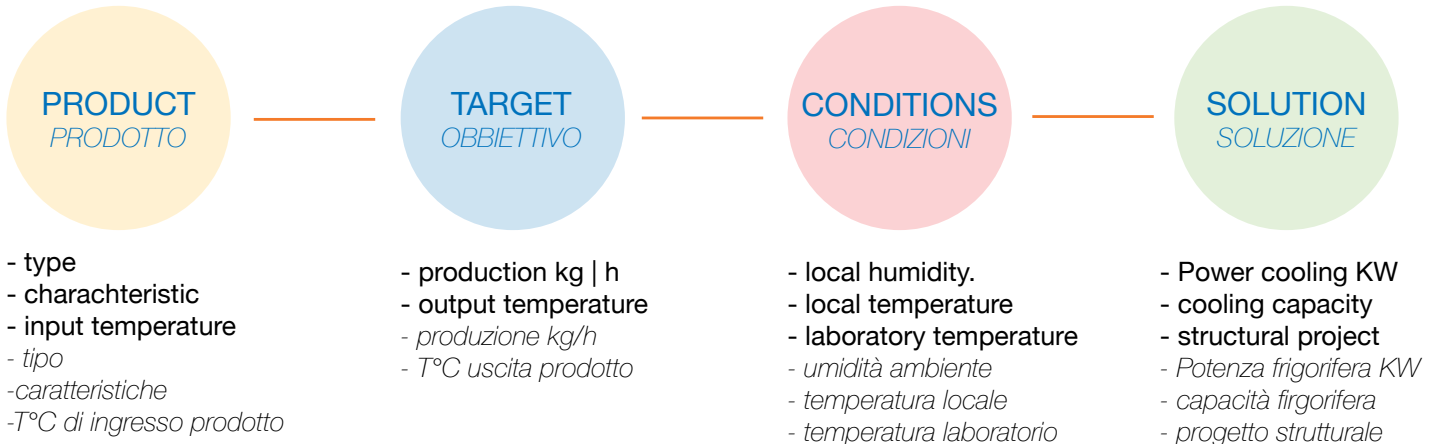 PRODUCT
PRODOTTO
- type
- charachteristic
- input temperature
- tipo
-caratteristiche
-T°C di ingresso prodotto
TARGET
OBBIETTIVO
- production kg | h
- output temperature
- produzione kg/h
- T°C uscita prodotto
CONDITIONS
CONDIZIONI
- local humidity.
- local temperature
- laboratory temperature
- umidità ambiente
- temperatura locale
- temperatura laboratorio
SOLUTION
SOLUZIONE
- Power cooling KW
- cooling capacity
- structural project
- Potenza frigorifera KW
- capacità firgorifera
- progetto strutturale